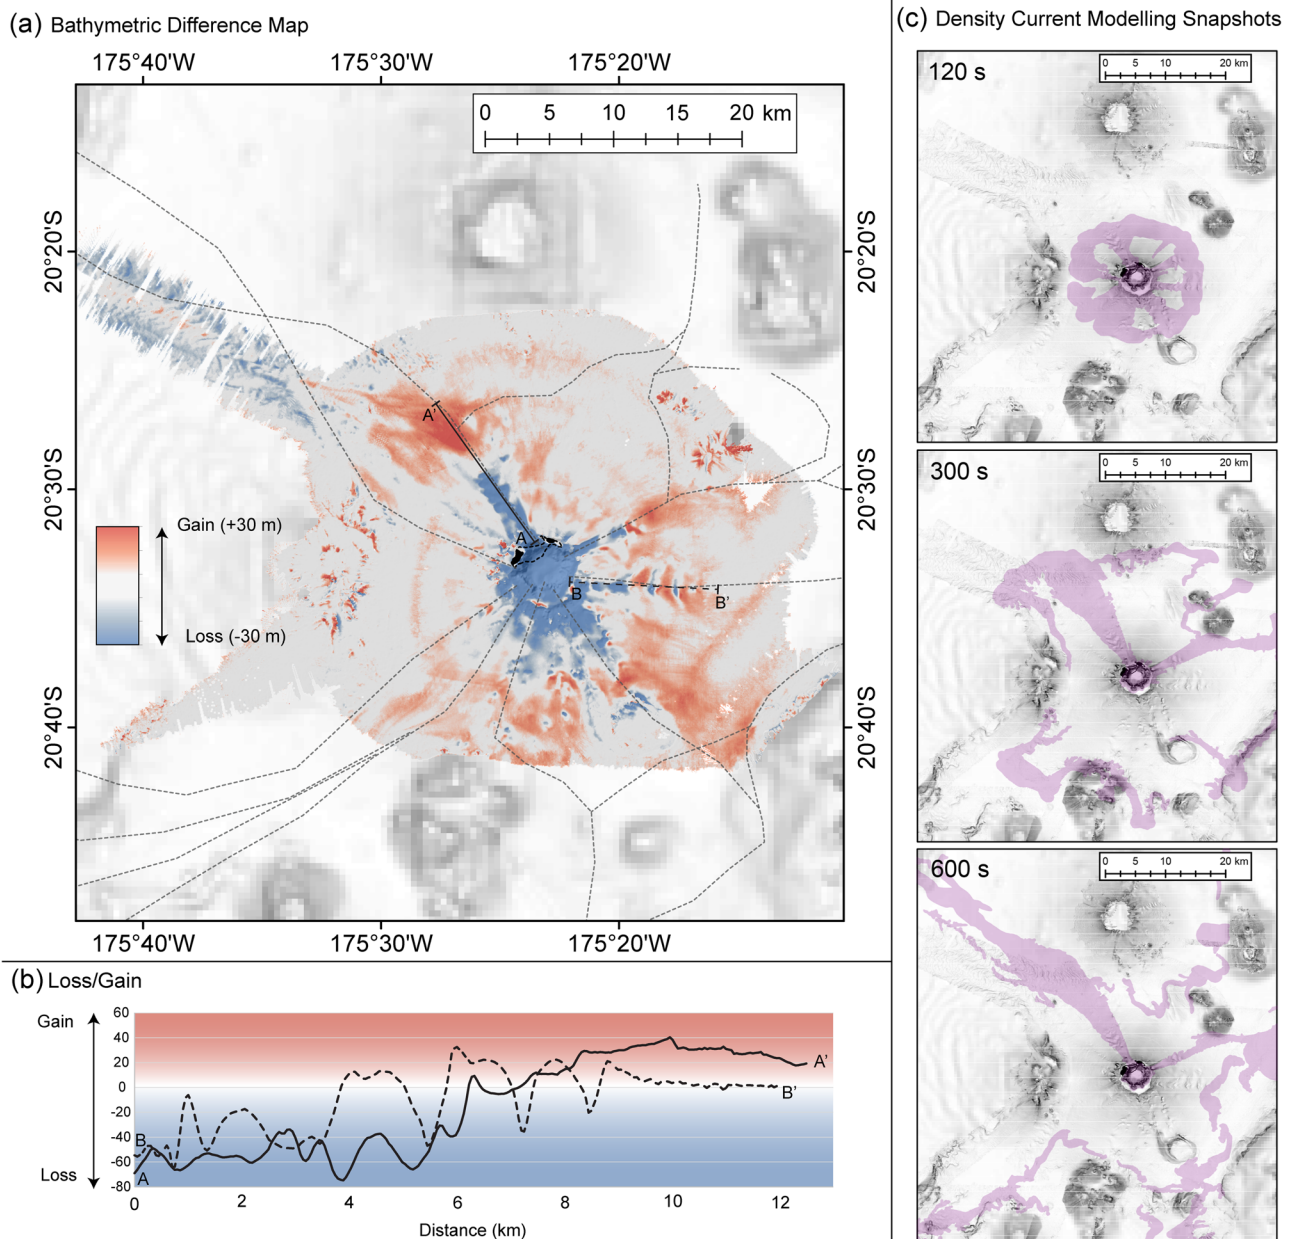 (a) Bathymetric Difference Map
175°40'W 175°30'W 175°20'W
0 5 10 15 20 km
20°20'S 20°20'S
A'
20°30'S 20°30'S
Gain (+30 m)
Loss (-30 m)
A
B B'
20°40'S 20°40'S
175°40'W 175°30'W 175°20'W
(b) Loss/Gain
Gain
Loss
60
40
20
0
-20
-40
-60
-80
A'
B'
B
A
0 2 4 6 8 10 12
Distance (km)
(c) Density Current Modelling Snapshots
120 s
0 5 10 20 km
300 s
0 5 10 20 km
600 s
0 5 10 20 km